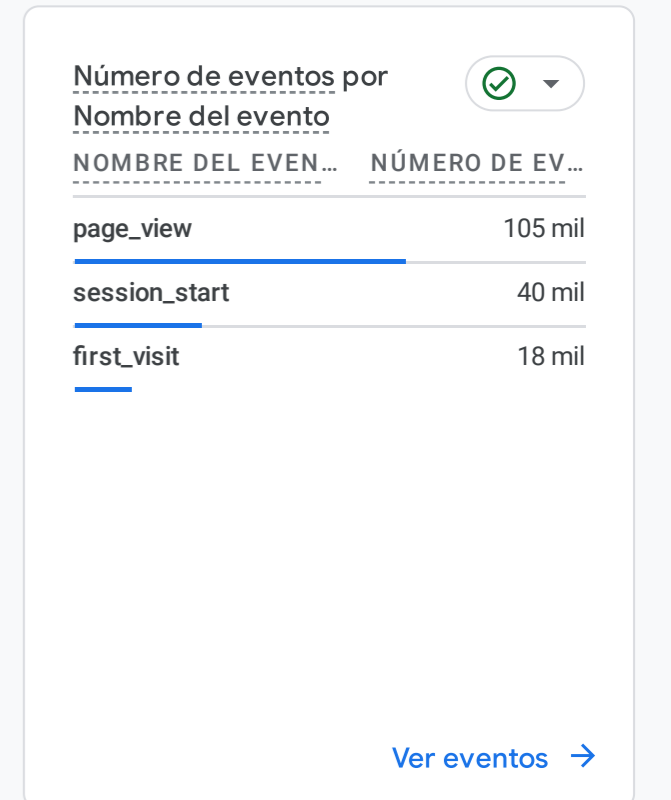 Número de eventos por
Nombre del evento
NOMBRE DEL EVEN… NÚMERO DE EV…
page_view 105 mil
session_start 40 mil
first_visit 18 mil
Ver eventos